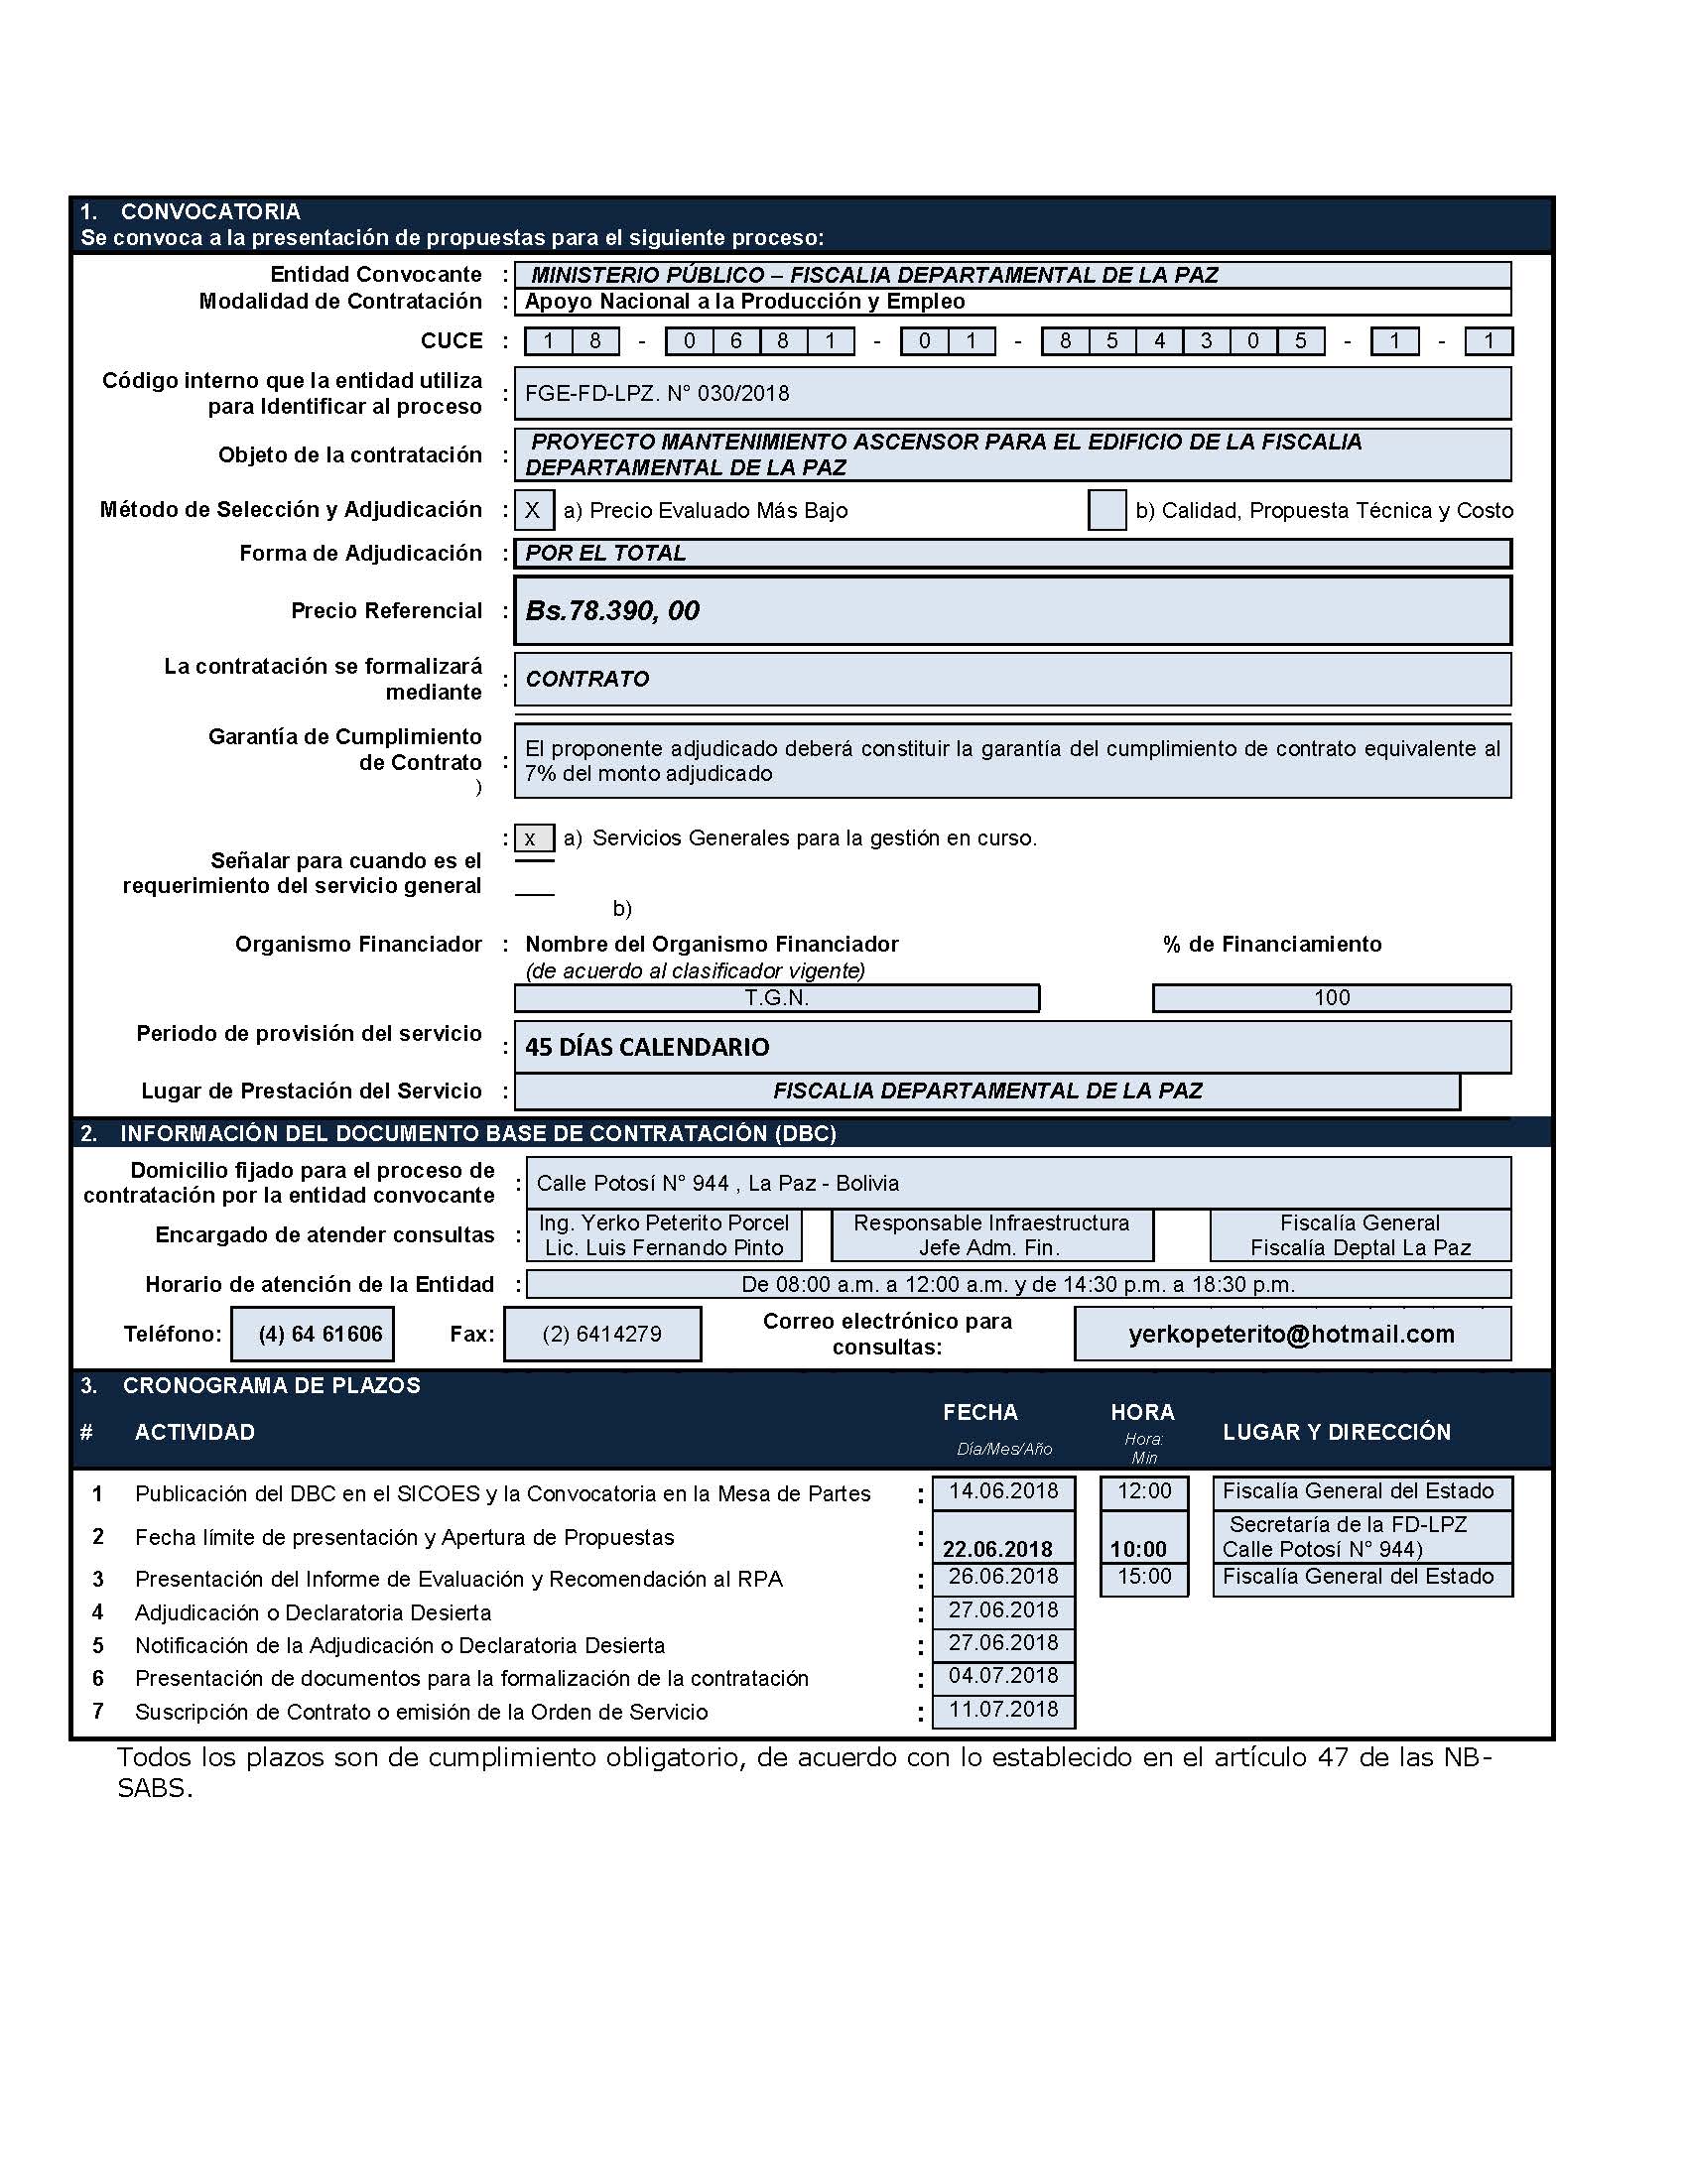 1. CONVOCATORIA
Se convoca a la presentación de propuestas para el siguiente proceso:
Entidad Convocante : MINISTERIO PÚBLICO – FISCALIA DEPARTAMENTAL DE LA PAZ
Modalidad de Contratación : Apoyo Nacional a la Producción y Empleo
CUCE : 1 8 - 0 6 8 1 - 0 1 - 8 5 4 3 0 5 - 1 - 1
Código interno que la entidad utiliza
para Identificar al proceso : FGE-FD-LPZ. N° 030/2018
Objeto de la contratación : PROYECTO MANTENIMIENTO ASCENSOR PARA EL EDIFICIO DE LA FISCALIA
DEPARTAMENTAL DE LA PAZ
Método de Selección y Adjudicación : X a) Precio Evaluado Más Bajo b) Calidad, Propuesta Técnica y Costo
Forma de Adjudicación : POR EL TOTAL
Precio Referencial : Bs.78.390, 00
La contratación se formalizará
mediante : CONTRATO
Garantía de Cumplimiento
de Contrato
) : El proponente adjudicado deberá constituir la garantía del cumplimiento de contrato equivalente al
7% del monto adjudicado
: x a) Servicios Generales para la gestión en curso.
Señalar para cuando es el
requerimiento del servicio general
b)
Organismo Financiador : Nombre del Organismo Financiador % de Financiamiento
(de acuerdo al clasificador vigente)
T.G.N. 100
Periodo de provisión del servicio : 45 DÍAS CALENDARIO
Lugar de Prestación del Servicio : FISCALIA DEPARTAMENTAL DE LA PAZ
2. INFORMACIÓN DEL DOCUMENTO BASE DE CONTRATACIÓN (DBC)
Domicilio fijado para el proceso de
contratación por la entidad convocante : Calle Potosí N° 944 , La Paz - Bolivia
Encargado de atender consultas : Ing. Yerko Peterito Porcel Responsable Infraestructura Fiscalía General
Lic. Luis Fernando Pinto Jefe Adm. Fin. Fiscalía Deptal La Paz
Horario de atención de la Entidad : De 08:00 a.m. a 12:00 a.m. y de 14:30 p.m. a 18:30 p.m.
Teléfono: (4) 64 61606 Fax: (2) 6414279 Correo electrónico para
consultas: yerkopeterito@hotmail.com
3. CRONOGRAMA DE PLAZOS
# ACTIVIDAD FECHA HORA LUGAR Y DIRECCIÓN
Día/Mes/Año Hora:
Min
1 Publicación del DBC en el SICOES y la Convocatoria en la Mesa de Partes : 14.06.2018 12:00 Fiscalía General del Estado
2 Fecha límite de presentación y Apertura de Propuestas : 22.06.2018 10:00 Secretaría de la FD-LPZ
Calle Potosí N° 944)
3 Presentación del Informe de Evaluación y Recomendación al RPA : 26.06.2018 15:00 Fiscalía General del Estado
4 Adjudicación o Declaratoria Desierta : 27.06.2018
5 Notificación de la Adjudicación o Declaratoria Desierta : 27.06.2018
6 Presentación de documentos para la formalización de la contratación : 04.07.2018
7 Suscripción de Contrato o emisión de la Orden de Servicio : 11.07.2018
Todos los plazos son de cumplimiento obligatorio, de acuerdo con lo establecido en el artículo 47 de las NB-
SABS.